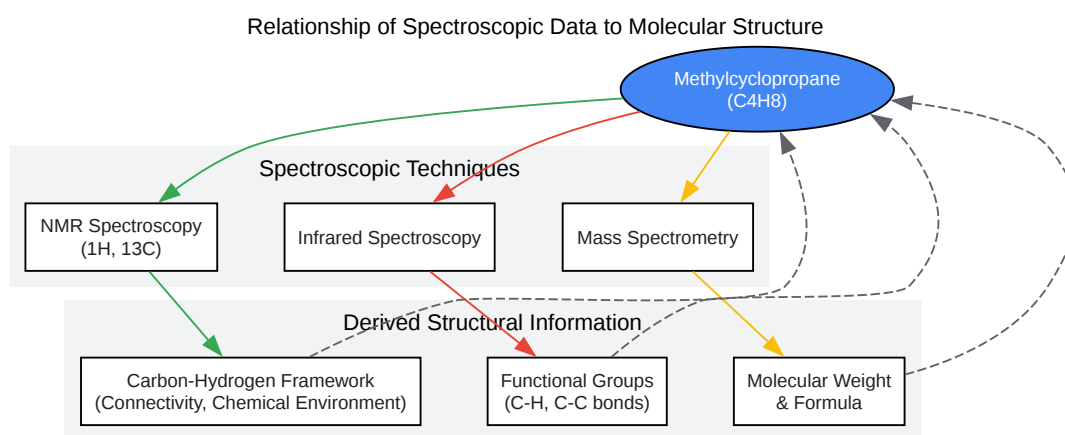 Relationship of Spectroscopic Data to Molecular Structure
Methylcyclopropane
(C4H8)
Spectroscopic Techniques
NMR Spectroscopy
(1H, 13C)
Infrared Spectroscopy
Mass Spectrometry
Derived Structural Information
Carbon-Hydrogen Framework
(Connectivity, Chemical Environment)
Functional Groups
(C-H, C-C bonds)
Molecular Weight
& Formula